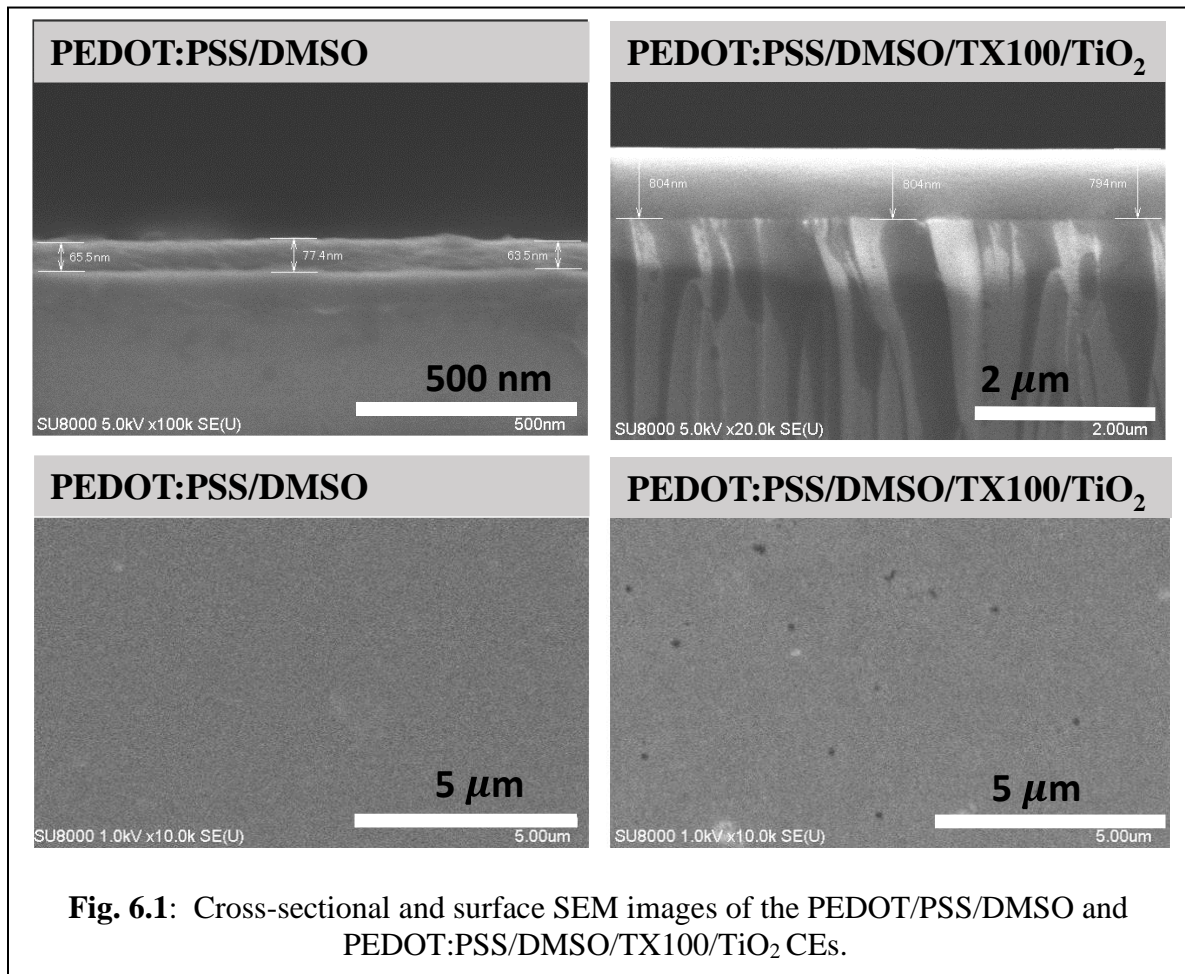 PEDOT:PSS/DMSO
65.5nm
77.4nm
63.5nm
500 nm
SU8000 5.0kV x100k SE(U)
500nm
PEDOT:PSS/DMSO/TX100/TiO₂
804nm
804nm
794nm
2 𝝁m
SU8000 5.0kV x20.0k SE(U)
2.00um
PEDOT:PSS/DMSO
5 𝝁m
SU8000 1.0kV x10.0k SE(U)
5.00um
PEDOT:PSS/DMSO/TX100/TiO₂
5 𝝁m
SU8000 1.0kV x10.0k SE(U)
5.00um
Fig. 6.1: Cross-sectional and surface SEM images of the PEDOT/PSS/DMSO and
PEDOT:PSS/DMSO/TX100/TiO₂ CEs.